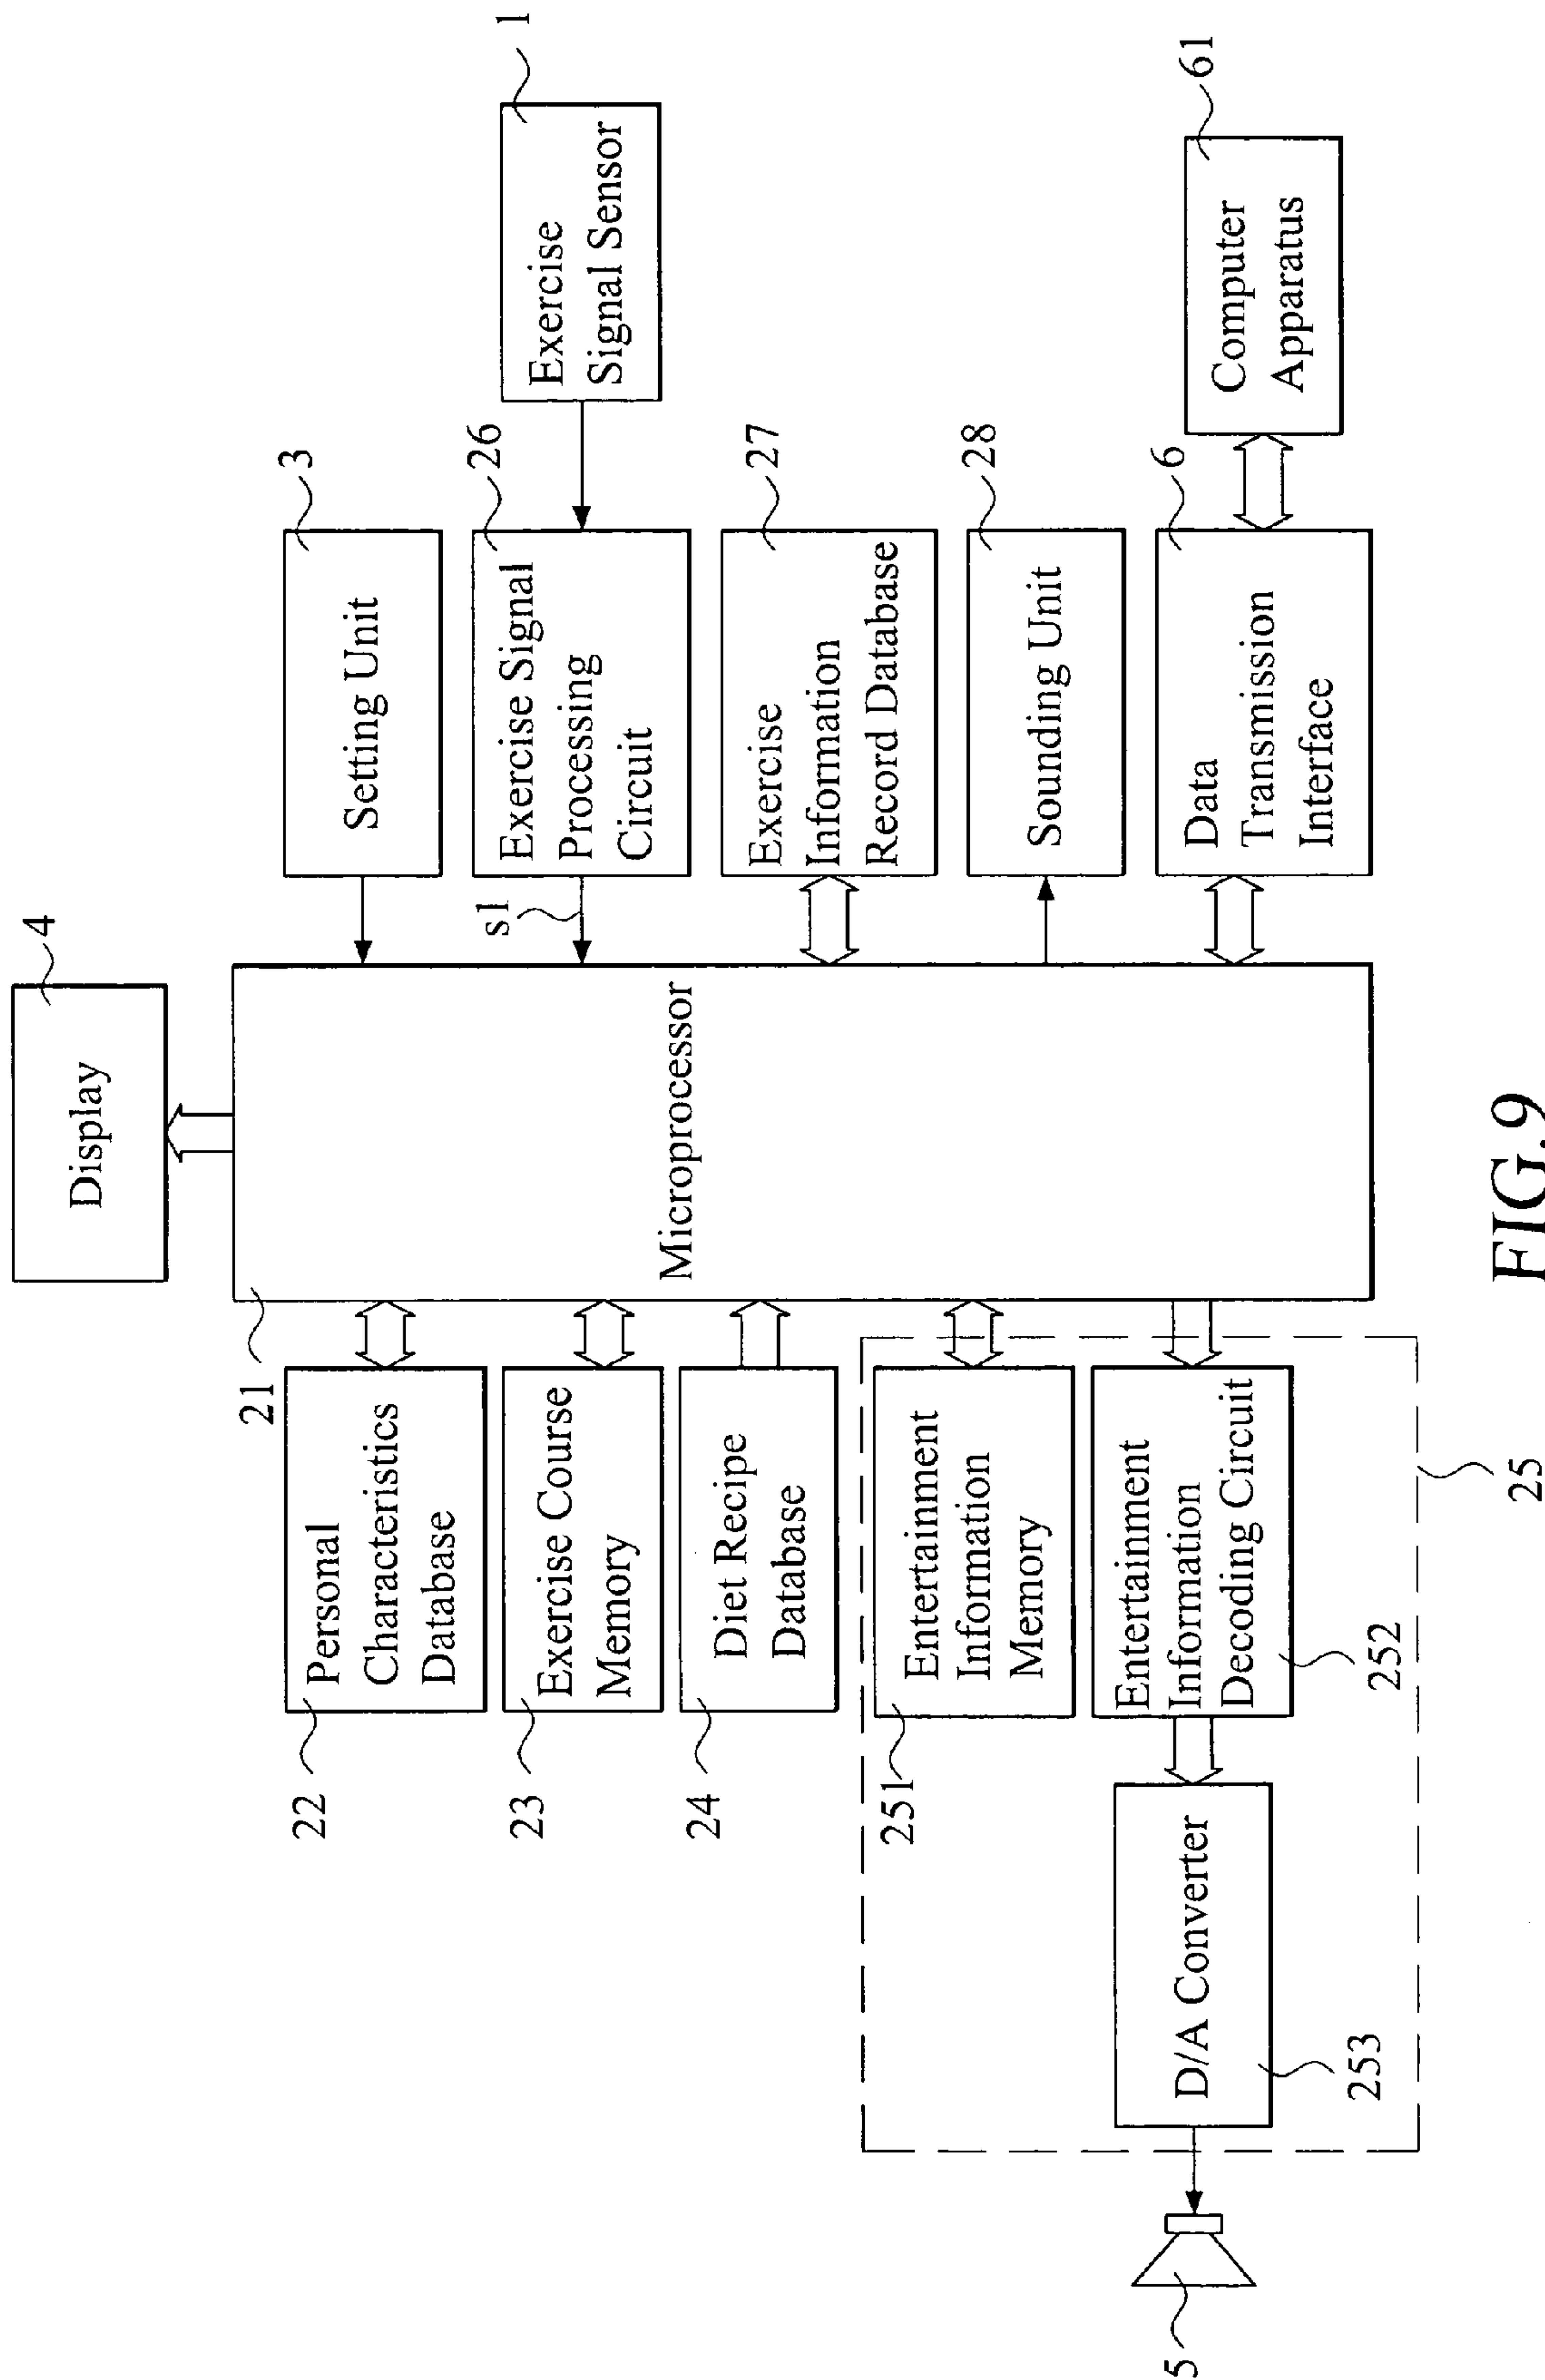 Display
4
21
Microprocessor
Personal
Characteristics
Database
22
Exercise Course
Memory
23
Diet Recipe
Database
24
Entertainment
Information
Memory
251
Entertainment
Information
Decoding Circuit
252
D/A Converter
253
25
5
Setting Unit
3
Exercise Signal
Processing
Circuit
26
s1
Exercise
Signal Sensor
1
Exercise
Information
Record Database
27
Sounding Unit
28
Data
Transmission
Interface
6
Computer
Apparatus
61
FIG.9